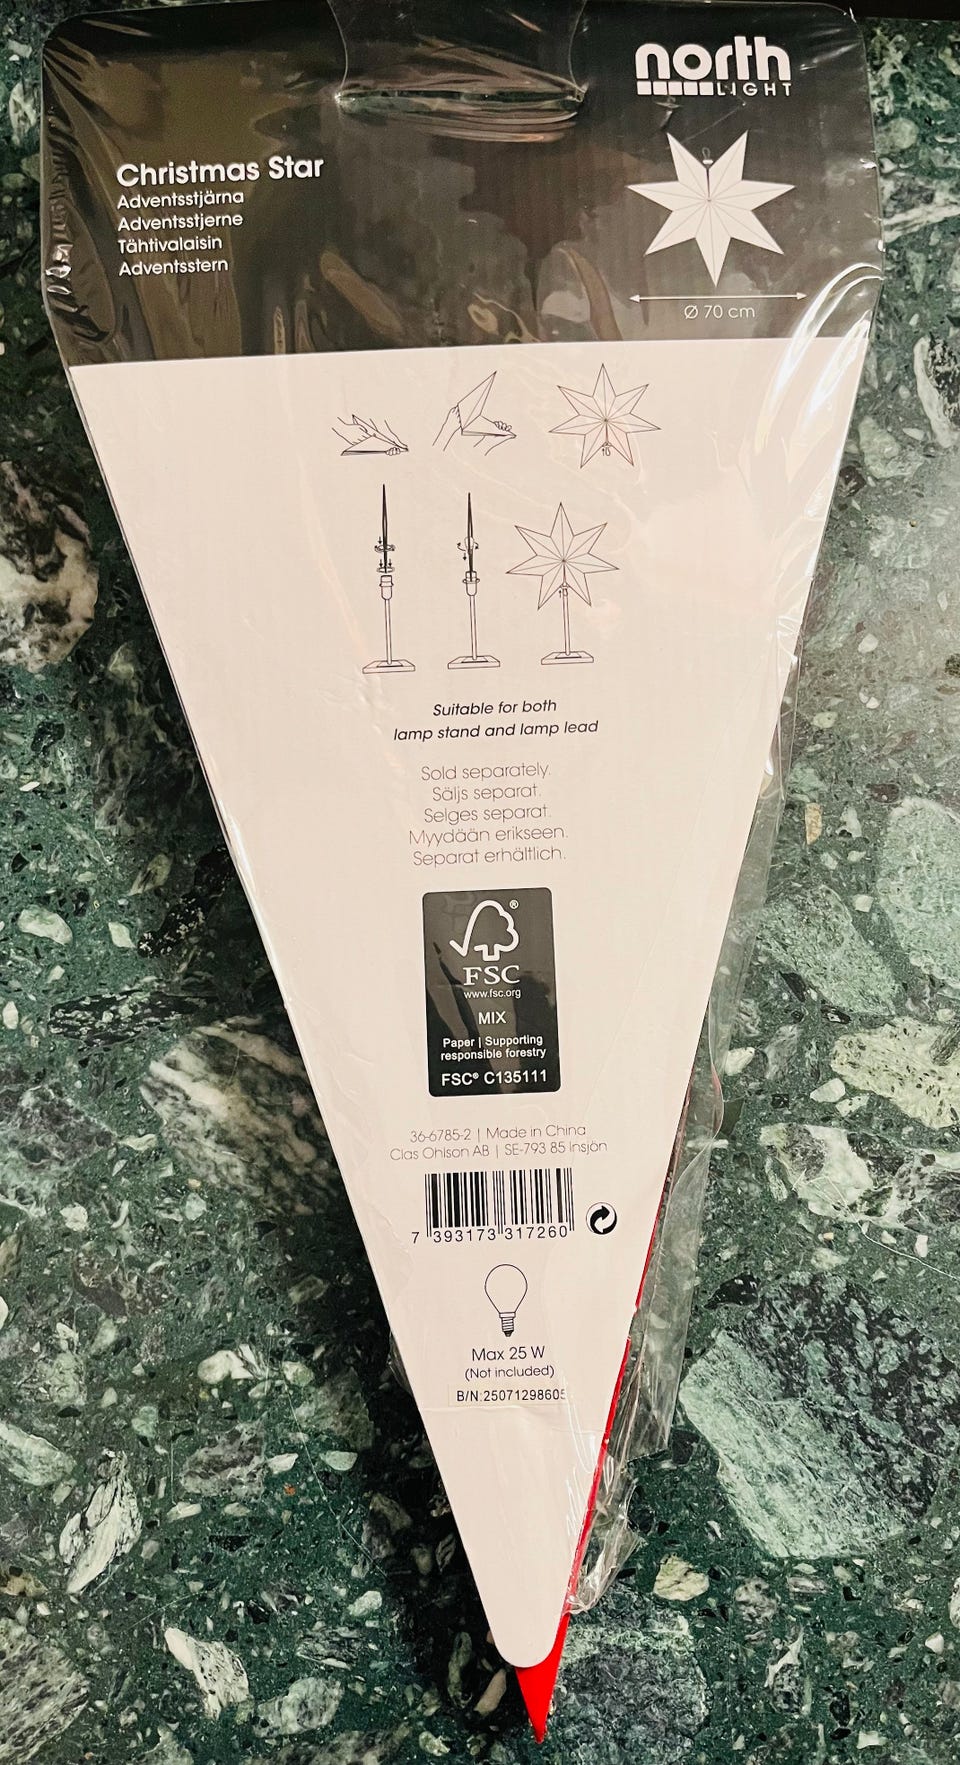 north
LIGHT
Christmas Star
Adventsstjärna
Adventsstjerne
Tähtivalaisin
Adventsstern
Ø 70 cm
Suitable for both
lamp stand and lamp lead
Sold separately.
Säljs separat.
Selges separat.
Myydään erikseen.
Separat erhältlich.
FSC®
www.fsc.org
MIX
Paper | Supporting
responsible forestry
FSC® C135111
36-6785-2 | Made in China
Clas Ohlson AB | SE-793 85 Insjön
7 393173 317260
Max 25 W
(Not included)
B/N:25071298605